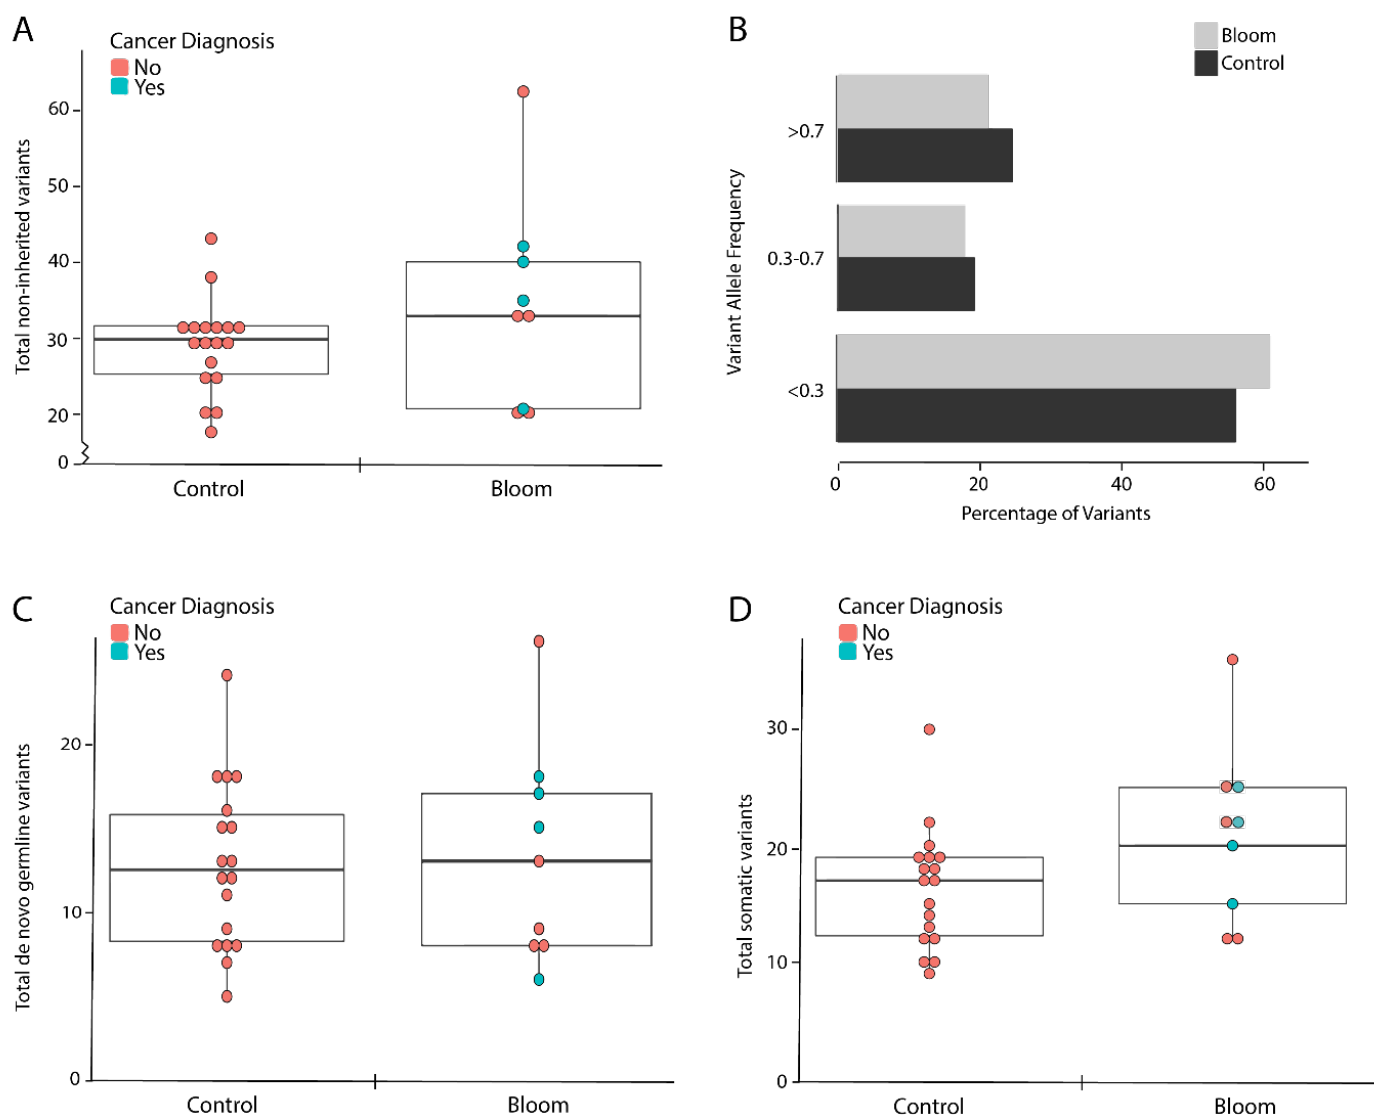 A
Cancer Diagnosis
No
Yes
Total non-inherited variants
60
50
40
30
20
0
Control
Bloom
B
Bloom
Control
Variant Allele Frequency
>0.7
0.3-0.7
<0.3
0
20
40
60
Percentage of Variants
C
Cancer Diagnosis
No
Yes
Total de novo germline variants
20
10
0
Control
Bloom
D
Cancer Diagnosis
No
Yes
Total somatic variants
30
20
10
0
Control
Bloom